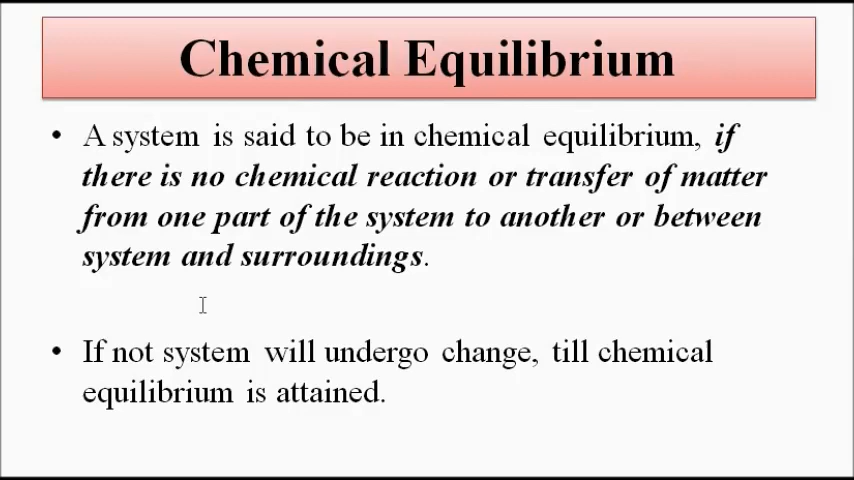 Chemical Equilibrium
• A system is said to be in chemical equilibrium, if
there is no chemical reaction or transfer of matter
from one part of the system to another or between
system and surroundings.
• If not system will undergo change, till chemical
equilibrium is attained.